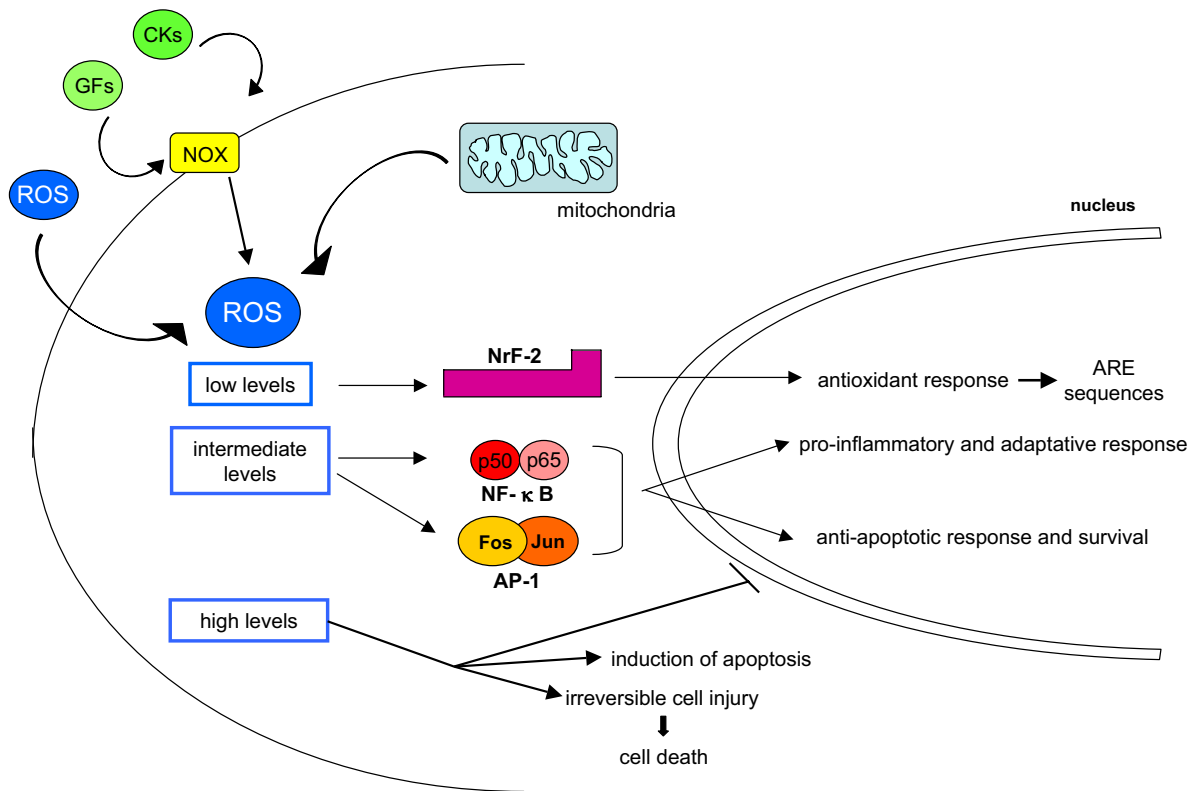 CKs
GFs
NOX
ROS
mitochondria
nucleus
ROS
NrF-2
low levels
antioxidant response
ARE
sequences
intermediate
levels
p50 p65
NF- κ B
pro-inflammatory and adaptative response
Fos Jun
AP-1
anti-apoptotic response and survival
high levels
induction of apoptosis
irreversible cell injury
cell death